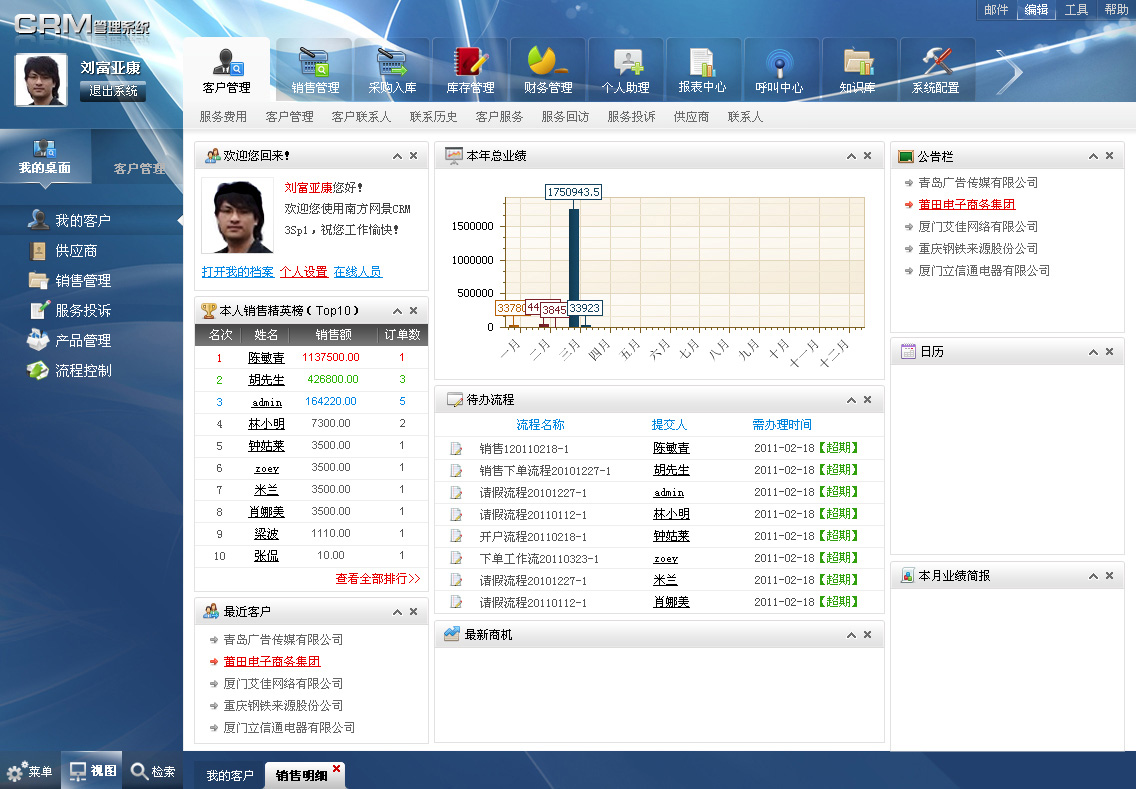 CRM管理系统
邮件 编辑 工具 帮助
刘富亚康
退出系统
客户管理 销售管理 采购入库 库存管理 财务管理 个人助理 报表中心 呼叫中心 知识库 系统配置
服务费用 客户管理 客户联系人 联系历史 客户服务 服务回访 服务投诉 供应商 联系人
我的桌面 客户管理
我的客户
供应商
销售管理
服务投诉
产品管理
流程控制
欢迎您回来!
刘富亚康您好!
欢迎您使用南方网景CRM
3Sp1，祝您工作愉快!
打开我的档案 个人设置 在线人员
本人销售精英榜 ( Top10 )
名次 姓名 销售额 订单数
1 陈敏青 1137500.00 1
2 胡先生 426800.00 3
3 admin 164220.00 5
4 林小明 7300.00 2
5 钟姑莱 3500.00 1
6 zoey 3500.00 1
7 米兰 3500.00 1
8 肖娜美 3500.00 1
9 梁波 1110.00 1
10 张侃 10.00 1
查看全部排行>>
最近客户
青岛广告传媒有限公司
莆田电子商务集团
厦门艾佳网络有限公司
重庆钢铁来源股份公司
厦门立信通电器有限公司
本年总业绩
1750943.5
1500000
1000000
500000
0
33780 44 3845 33923
一月 二月 三月 四月 五月 六月 七月 八月 九月 十月 十一月 十二月
待办流程
流程名称 提交人 需办理时间
销售120110218-1 陈敏青 2011-02-18【超期】
销售下单流程20101227-1 胡先生 2011-02-18【超期】
请假流程20101227-1 admin 2011-02-18【超期】
请假流程20110112-1 林小明 2011-02-18【超期】
开户流程20110218-1 钟姑莱 2011-02-18【超期】
下单工作流20110323-1 zoey 2011-02-18【超期】
请假流程20101227-1 米兰 2011-02-18【超期】
请假流程20110112-1 肖娜美 2011-02-18【超期】
最新商机
公告栏
青岛广告传媒有限公司
莆田电子商务集团
厦门艾佳网络有限公司
重庆钢铁来源股份公司
厦门立信通电器有限公司
日历
本月业绩简报
菜单 视图 检索 我的客户 销售明细